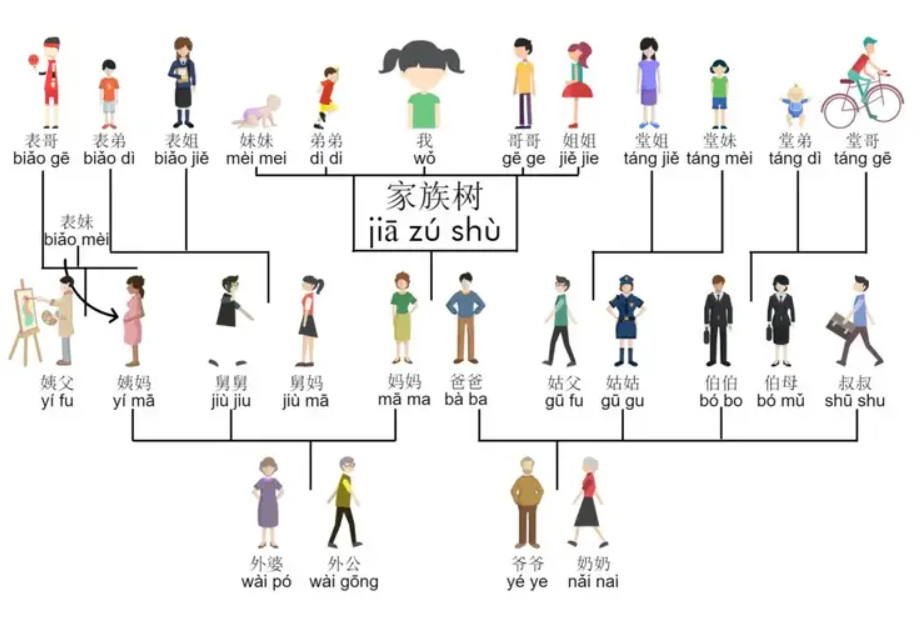 表哥 表弟 表姐 妹妹 弟弟 我 哥哥 姐姐 堂姐 堂妹 堂弟 堂哥
biǎo gē biǎo dì biǎo jiě mèi mei dì di wǒ gē ge jiě jie táng jiě táng mèi táng dì táng gē
家族树
jiā zú shù
表妹
biǎo mèi
姨父 姨妈 舅舅 舅妈 妈妈 爸爸 姑父 姑姑 伯伯 伯母 叔叔
yí fu yí mā jiù jiu jiù mā mā ma bà ba gū fu gū gu bó bo bó mǔ shū shu
外婆 外公 爷爷 奶奶
wài pó wài gōng yé ye nǎi nai